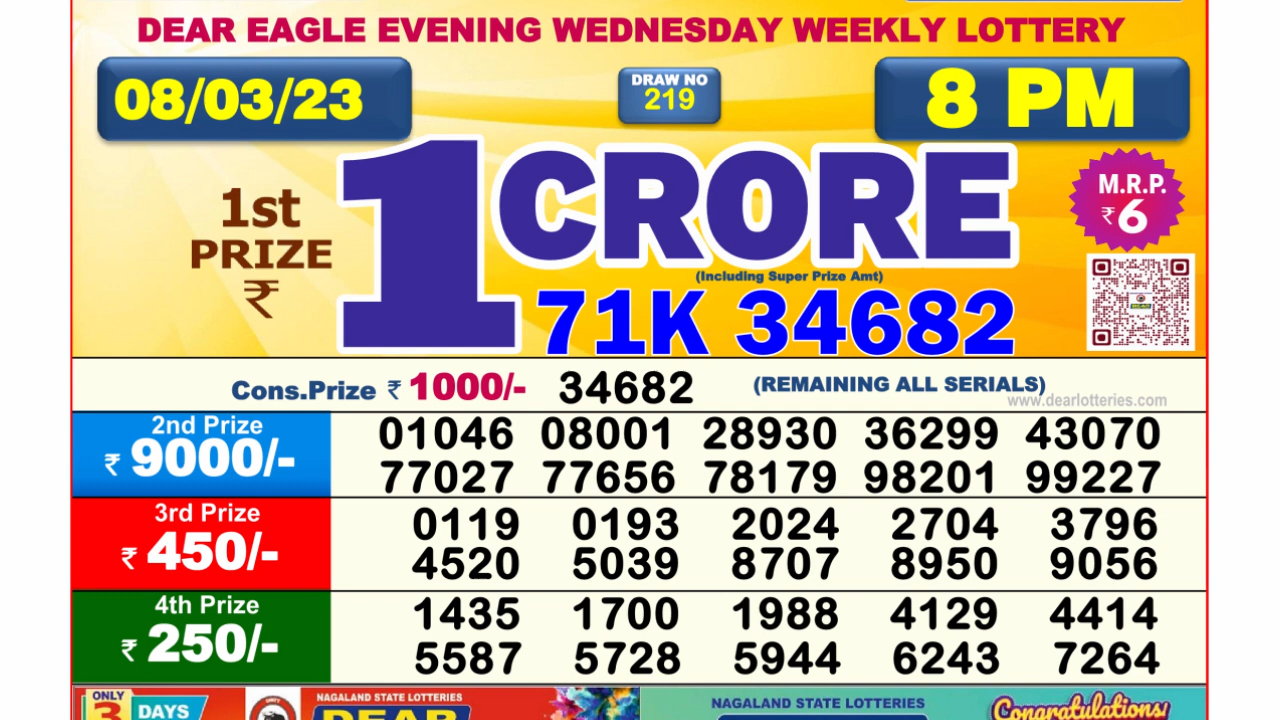 DEAR EAGLE EVENING WEDNESDAY WEEKLY LOTTERY
08/03/23
DRAW NO
219
8 PM
1st
PRIZE
₹
1 CRORE
M.R.P.
₹ 6
(Including Super Prize Amt)
71K 34682
Cons.Prize ₹ 1000/- 34682 (REMAINING ALL SERIALS)
www.dearlotteries.com
2nd Prize
₹ 9000/-
01046 08001 28930 36299 43070
77027 77656 78179 98201 99227
3rd Prize
₹ 450/-
0119 0193 2024 2704 3796
4520 5039 8707 8950 9056
4th Prize
₹ 250/-
1435 1700 1988 4129 4414
5587 5728 5944 6243 7264
ONLY
3 DAYS
NAGALAND STATE LOTTERIES
DEAR
NAGALAND STATE LOTTERIES
Congratulations!